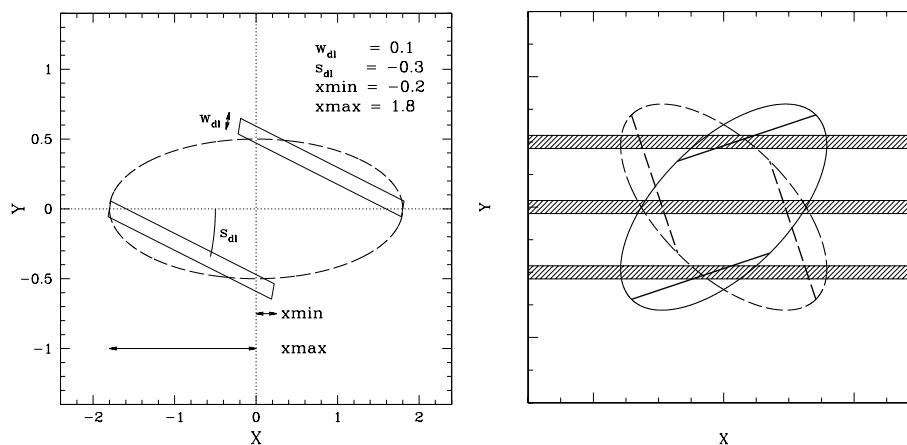 w_dl = 0.1
s_dl = −0.3
xmin = −0.2
xmax = 1.8
w_dl
s_dl
xmin
xmax
1
0.5
0
−0.5
−1
Y
−2
−1
0
1
2
X
Y
X